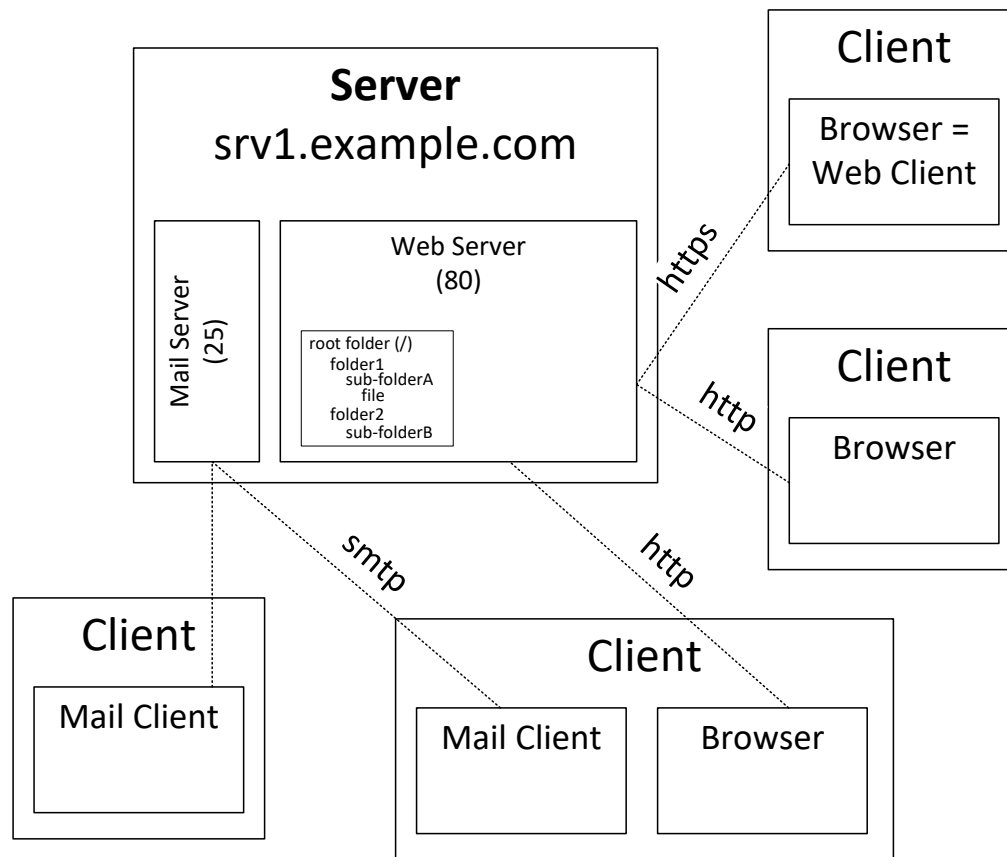 Server
srv1.example.com
Mail Server
(25)
Web Server
(80)
root folder (/)
folder1
sub-folderA
file
folder2
sub-folderB
https
http
Client
Browser =
Web Client
Client
Browser
smtp
http
Client
Mail Client
Client
Mail Client
Browser